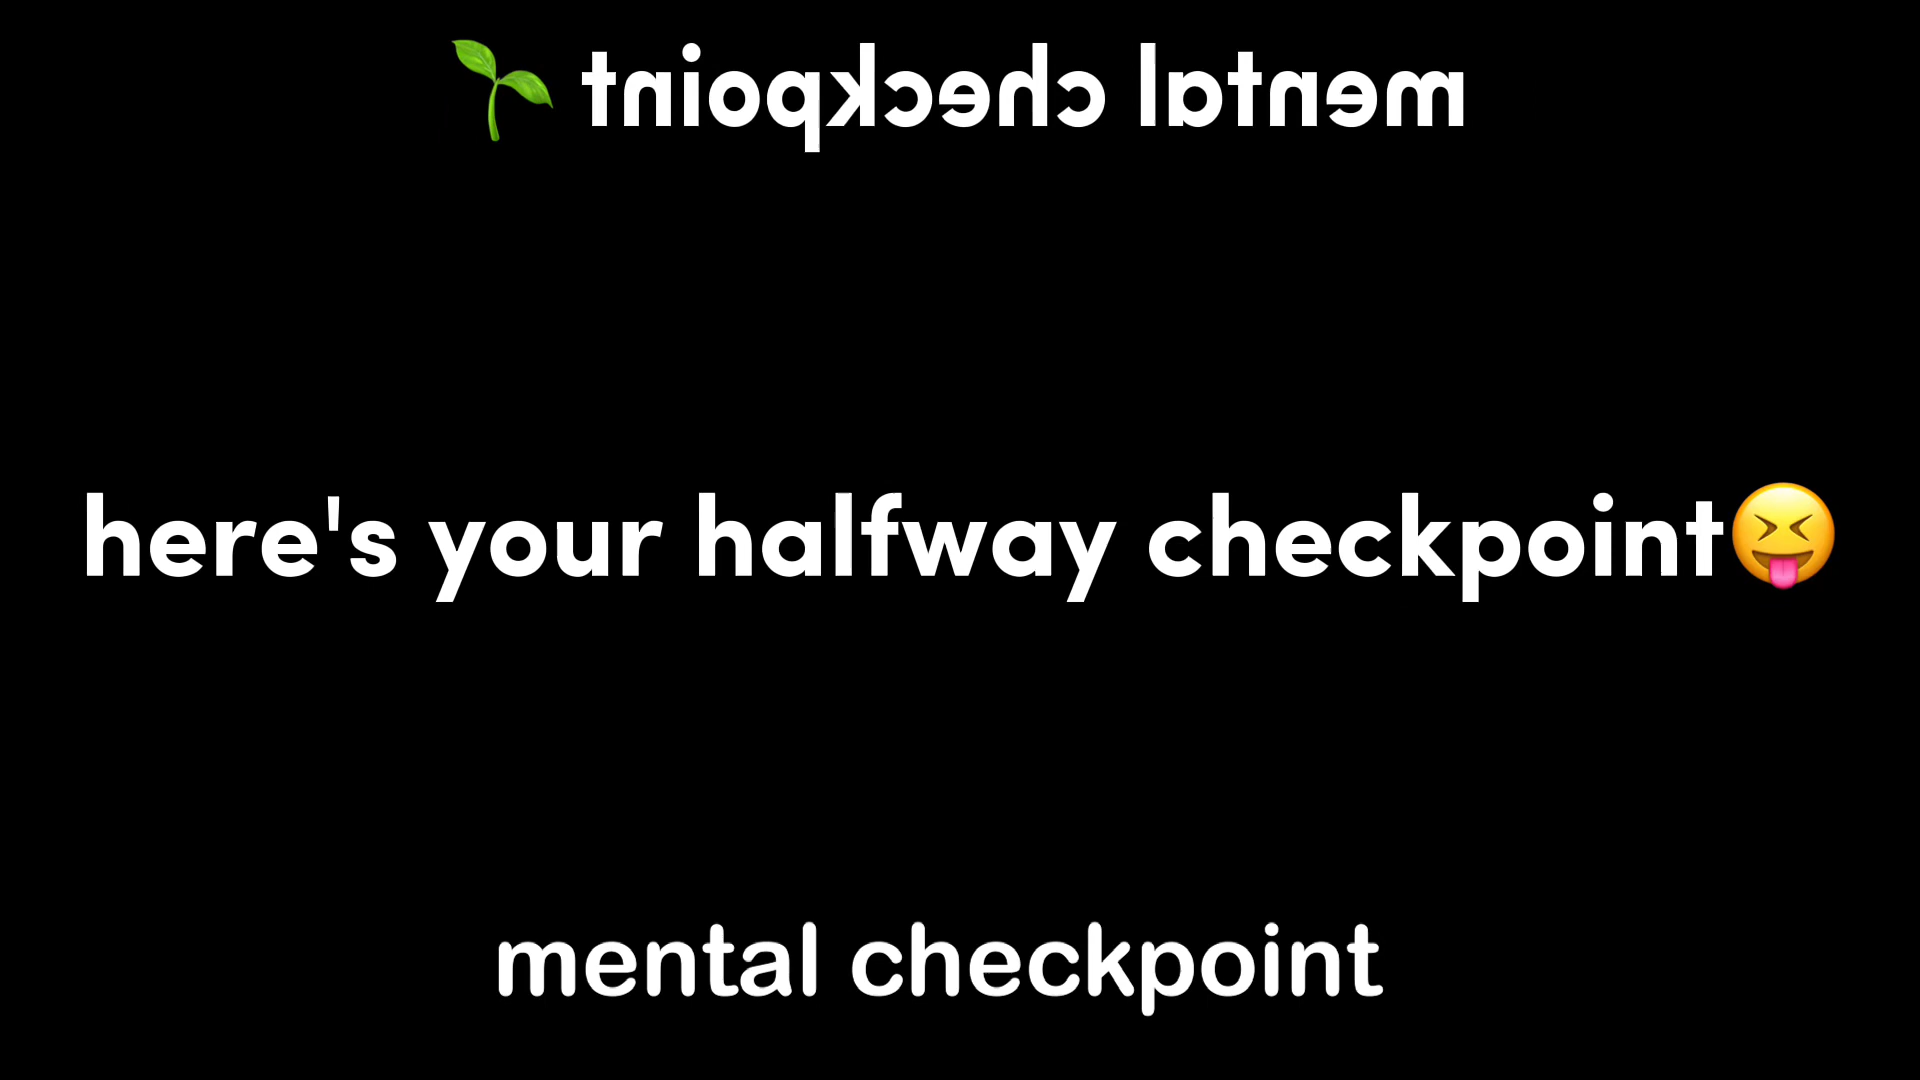 mental checkpoint 🌱
here's your halfway checkpoint😝
mental checkpoint